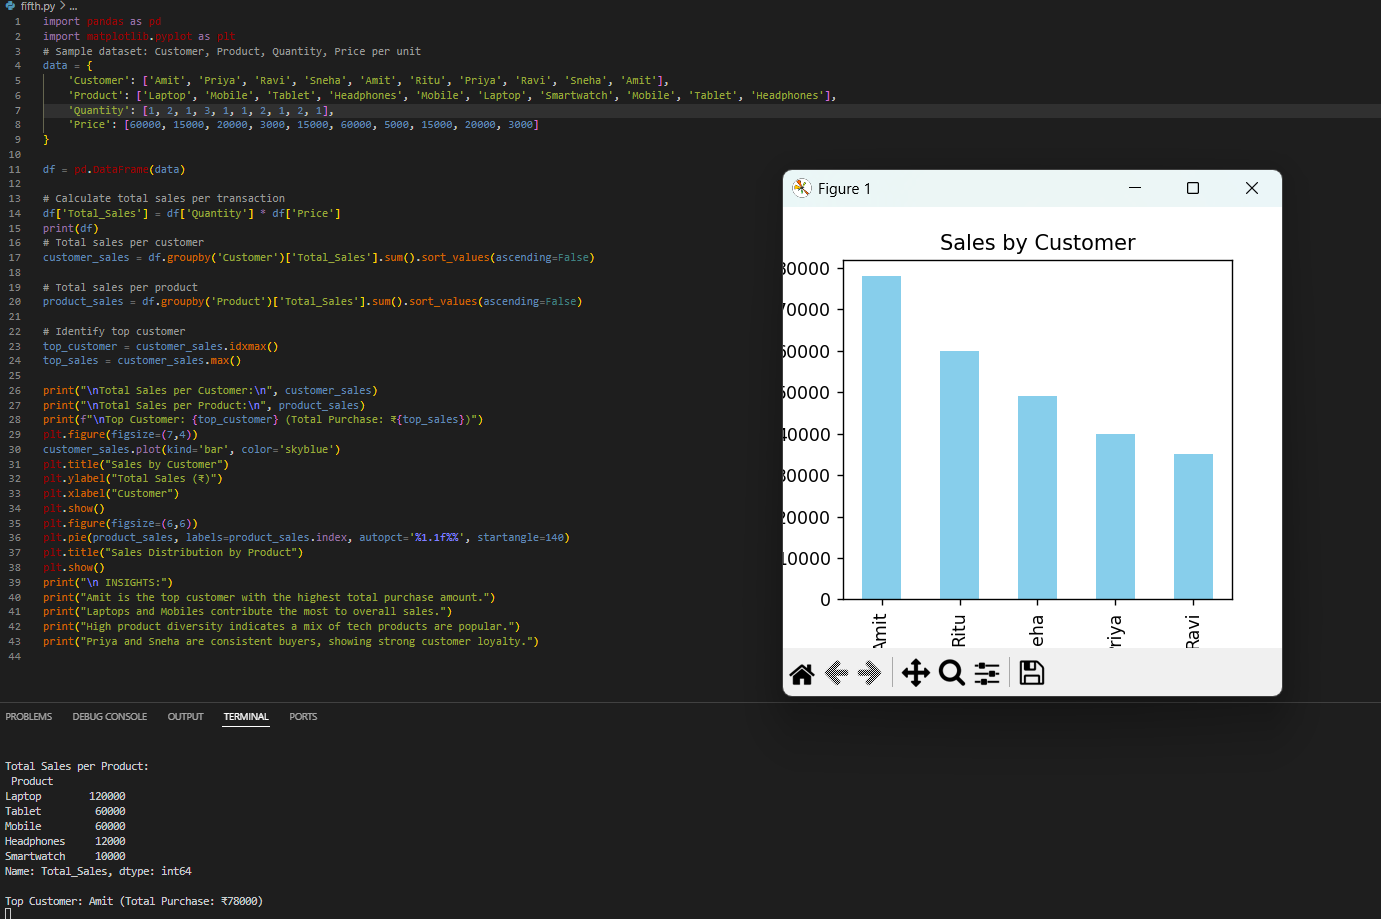 fifth.py > ...
1 import pandas as pd
2 import matplotlib.pyplot as plt
3 # Sample dataset: Customer, Product, Quantity, Price per unit
4 data = {
5     'Customer': ['Amit', 'Priya', 'Ravi', 'Sneha', 'Amit', 'Ritu', 'Priya', 'Ravi', 'Sneha', 'Amit'],
6     'Product': ['Laptop', 'Mobile', 'Tablet', 'Headphones', 'Mobile', 'Laptop', 'Smartwatch', 'Mobile', 'Tablet', 'Headphones'],
7     'Quantity': [1, 2, 1, 3, 1, 1, 2, 1, 2, 1],
8     'Price': [60000, 15000, 20000, 3000, 15000, 60000, 5000, 15000, 20000, 3000]
9 }
10
11 df = pd.DataFrame(data)
12
13 # Calculate total sales per transaction
14 df['Total_Sales'] = df['Quantity'] * df['Price']
15 print(df)
16 # Total sales per customer
17 customer_sales = df.groupby('Customer')['Total_Sales'].sum().sort_values(ascending=False)
18
19 # Total sales per product
20 product_sales = df.groupby('Product')['Total_Sales'].sum().sort_values(ascending=False)
21
22 # Identify top customer
23 top_customer = customer_sales.idxmax()
24 top_sales = customer_sales.max()
25
26 print("\nTotal Sales per Customer:\n", customer_sales)
27 print("\nTotal Sales per Product:\n", product_sales)
28 print(f"\nTop Customer: {top_customer} (Total Purchase: ₹{top_sales})")
29 plt.figure(figsize=(7,4))
30 customer_sales.plot(kind='bar', color='skyblue')
31 plt.title("Sales by Customer")
32 plt.ylabel("Total Sales (₹)")
33 plt.xlabel("Customer")
34 plt.show()
35 plt.figure(figsize=(6,6))
36 plt.pie(product_sales, labels=product_sales.index, autopct='%1.1f%%', startangle=140)
37 plt.title("Sales Distribution by Product")
38 plt.show()
39 print("\n INSIGHTS:")
40 print("Amit is the top customer with the highest total purchase amount.")
41 print("Laptops and Mobiles contribute the most to overall sales.")
42 print("High product diversity indicates a mix of tech products are popular.")
43 print("Priya and Sneha are consistent buyers, showing strong customer loyalty.")
44
Figure 1
Sales by Customer
80000
70000
60000
50000
40000
30000
20000
10000
0
Amit
Ritu
eha
riya
Ravi
PROBLEMS DEBUG CONSOLE OUTPUT TERMINAL PORTS
Total Sales per Product:
Product
Laptop 120000
Tablet 60000
Mobile 60000
Headphones 12000
Smartwatch 10000
Name: Total_Sales, dtype: int64
Top Customer: Amit (Total Purchase: ₹78000)